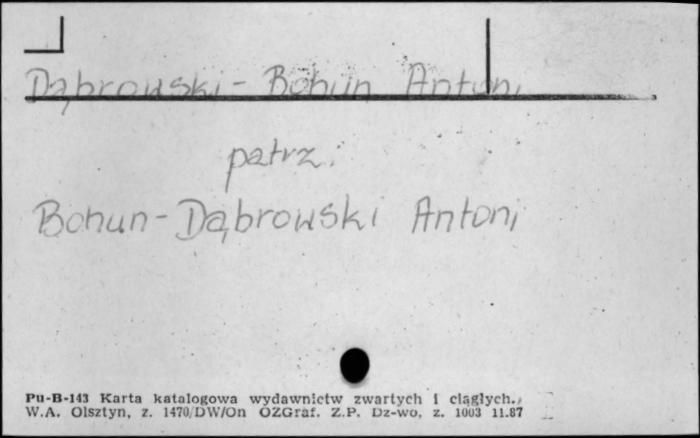 Dąbrowski - Bohun Antoni
patrz.
Bohun - Dąbrowski Antoni
Pu-B-143 Karta katalogowa wydawnictw zwartych i ciągłych.
W.A. Olsztyn, z. 1470/DW/On OZGraf. Z.P. Dz-wo, z. 1003 11.87